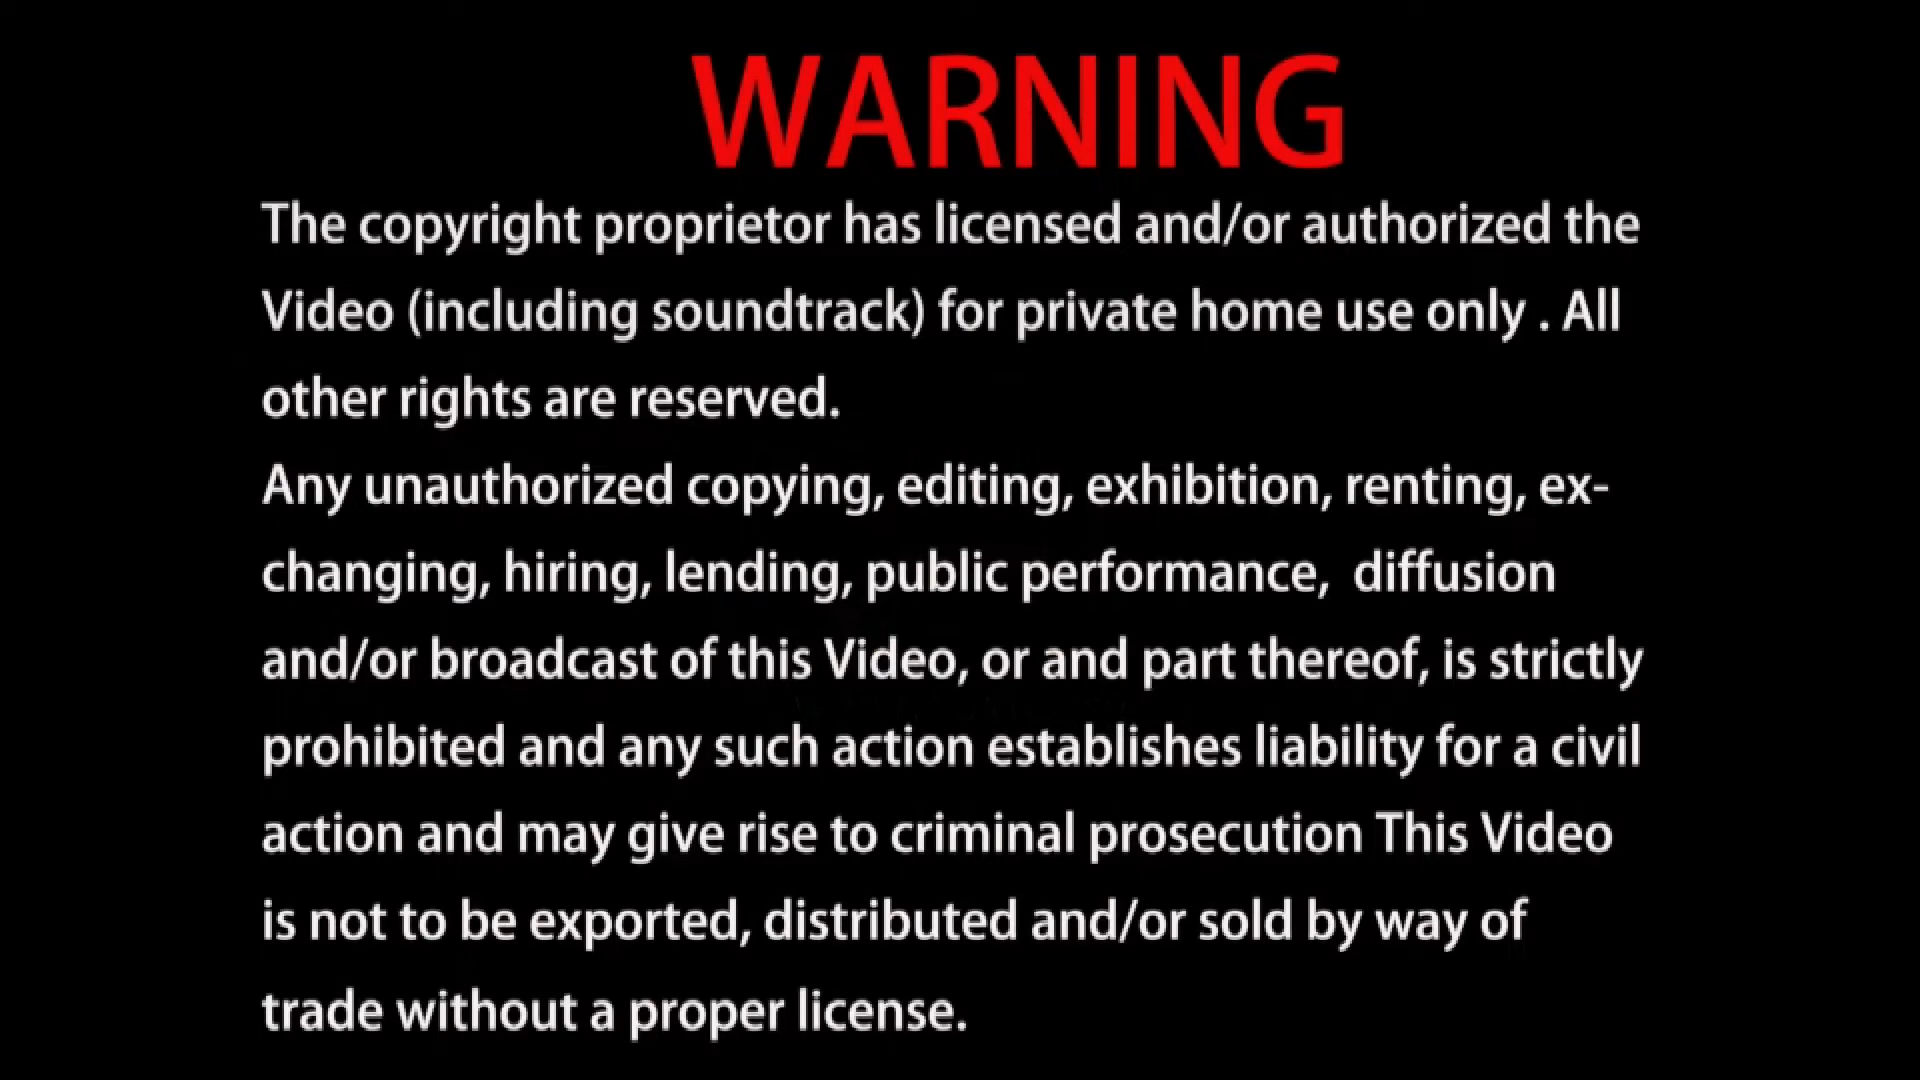 WARNING
The copyright proprietor has licensed and/or authorized the
Video (including soundtrack) for private home use only . All
other rights are reserved.
Any unauthorized copying, editing, exhibition, renting, ex-
changing, hiring, lending, public performance,  diffusion
and/or broadcast of this Video, or and part thereof, is strictly
prohibited and any such action establishes liability for a civil
action and may give rise to criminal prosecution This Video
is not to be exported, distributed and/or sold by way of
trade without a proper license.